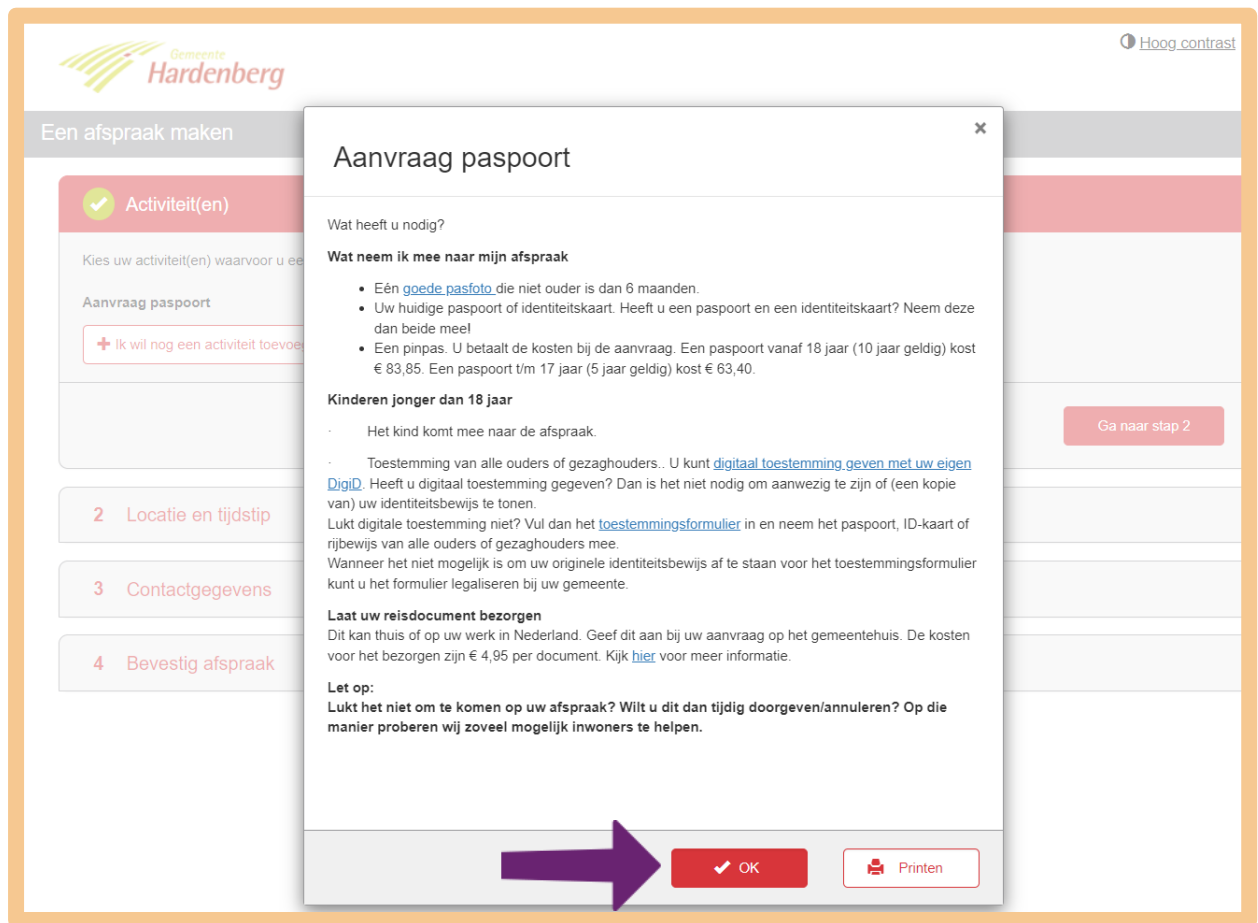 Gemeente
Hardenberg
Hoog contrast
Een afspraak maken
Activiteit(en)
Kies uw activiteit(en) waarvoor u ee
Aanvraag paspoort
Ik wil nog een activiteit toevoe
Ga naar stap 2
2 Locatie en tijdstip
3 Contactgegevens
4 Bevestig afspraak
×
Aanvraag paspoort
Wat heeft u nodig?
Wat neem ik mee naar mijn afspraak
• Eén goede pasfoto die niet ouder is dan 6 maanden.
• Uw huidige paspoort of identiteitskaart. Heeft u een paspoort en een identiteitskaart? Neem deze
dan beide mee!
• Een pinpas. U betaalt de kosten bij de aanvraag. Een paspoort vanaf 18 jaar (10 jaar geldig) kost
€ 83,85. Een paspoort t/m 17 jaar (5 jaar geldig) kost € 63,40.
Kinderen jonger dan 18 jaar
· Het kind komt mee naar de afspraak.
· Toestemming van alle ouders of gezaghouders.. U kunt digitaal toestemming geven met uw eigen
DigiD. Heeft u digitaal toestemming gegeven? Dan is het niet nodig om aanwezig te zijn of (een kopie
van) uw identiteitsbewijs te tonen.
Lukt digitale toestemming niet? Vul dan het toestemmingsformulier in en neem het paspoort, ID-kaart of
rijbewijs van alle ouders of gezaghouders mee.
Wanneer het niet mogelijk is om uw originele identiteitsbewijs af te staan voor het toestemmingsformulier
kunt u het formulier legaliseren bij uw gemeente.
Laat uw reisdocument bezorgen
Dit kan thuis of op uw werk in Nederland. Geef dit aan bij uw aanvraag op het gemeentehuis. De kosten
voor het bezorgen zijn € 4,95 per document. Kijk hier voor meer informatie.
Let op:
Lukt het niet om te komen op uw afspraak? Wilt u dit dan tijdig doorgeven/annuleren? Op die
manier proberen wij zoveel mogelijk inwoners te helpen.
OK
Printen